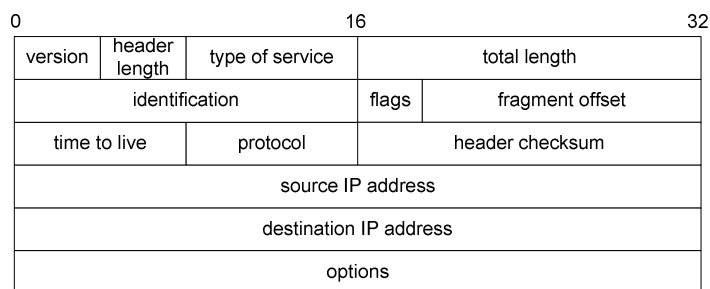 0 16 32
version header length type of service total length
identification flags fragment offset
time to live protocol header checksum
source IP address
destination IP address
options